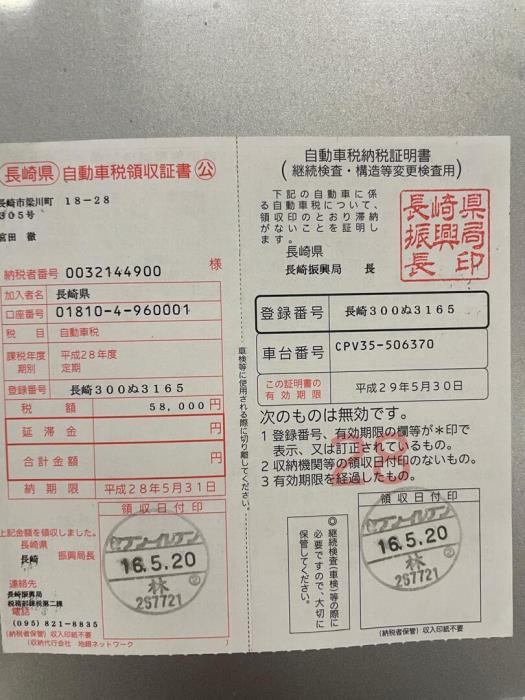 長崎県 自動車税領収証書 公
長崎市梁川町 18-28
305号
宮田 徹
様
納税者番号 0032144900
加入者名 長崎県
口座番号 01810-4-960001
税 目 自動車税
課税年度 平成28年度
期別 定期
登録番号 長崎300ぬ3165
税 額 58,000円
延 滞 金 円
合計金額 円
納 期 限 平成28年5月31日
上記金額を領収しました。
長崎県
長崎 振興局長
連絡先
長崎振興局
税務部課税第二課
電話
(095)821-8835
領収日付印
セブン-イレブン
16.5.20
林
257721
(納税者保管)収入印紙不要
(収納代行会社 地銀ネットワーク)
車検等に使用される際に切り離してください。
自動車税納税証明書
(継続検査・構造等変更検査用)
下記の自動車に係
る自動車税について、
領収印のとおり滞納
がないことを証明し
ます。
長崎県
長崎振興局 長
長崎県
振興局
長印
登録番号 長崎300ぬ3165
車台番号 CPV35-506370
この証明書の
有効期限 平成29年5月30日
次のものは無効です。
1 登録番号、有効期限の欄等が*印で
表示、又は訂正されているもの。
2 収納機関等の領収日付印のないもの。
3 有効期限を経過したもの。
28
◎継続検査(車検)等の際に
必要ですので、大切に
保管してください。
領収日付印
セブン-イレブン
16.5.20
林
257721
(納税者保管)収入印紙不要